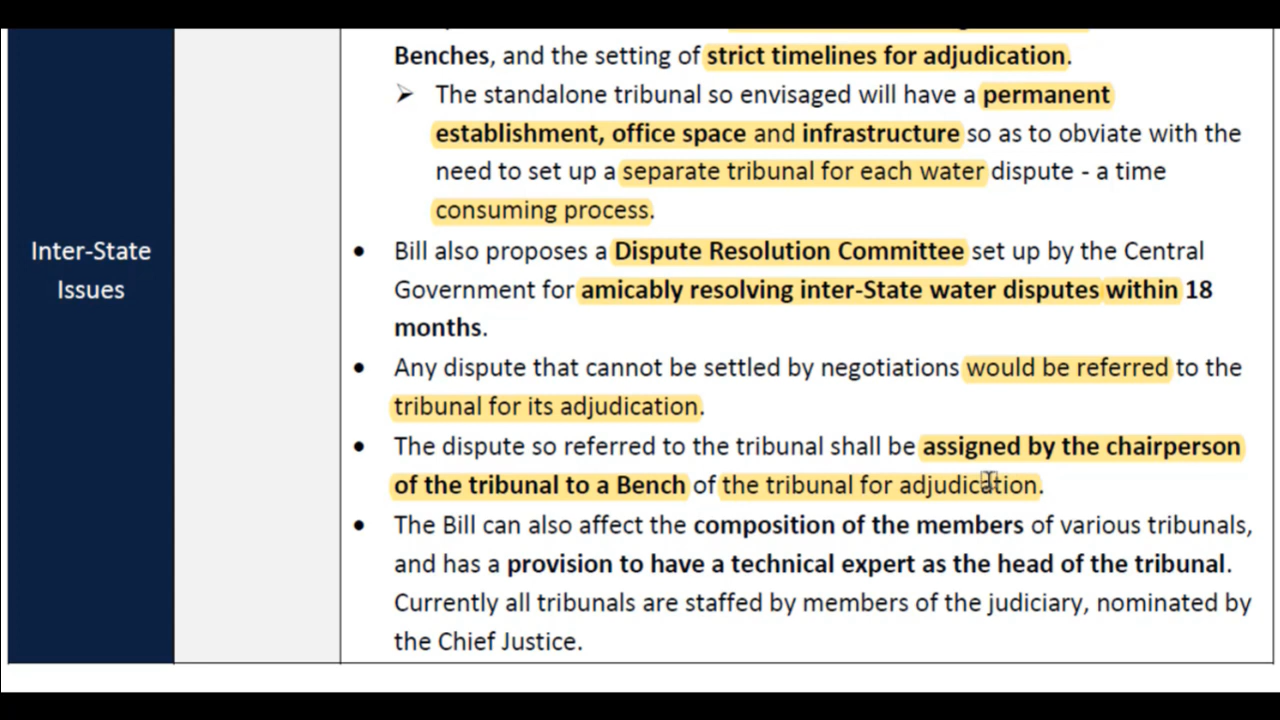 Inter-State
Issues
Benches, and the setting of strict timelines for adjudication.
➢ The standalone tribunal so envisaged will have a permanent
establishment, office space and infrastructure so as to obviate with the
need to set up a separate tribunal for each water dispute - a time
consuming process.
• Bill also proposes a Dispute Resolution Committee set up by the Central
Government for amicably resolving inter-State water disputes within 18
months.
• Any dispute that cannot be settled by negotiations would be referred to the
tribunal for its adjudication.
• The dispute so referred to the tribunal shall be assigned by the chairperson
of the tribunal to a Bench of the tribunal for adjudication.
• The Bill can also affect the composition of the members of various tribunals,
and has a provision to have a technical expert as the head of the tribunal.
Currently all tribunals are staffed by members of the judiciary, nominated by
the Chief Justice.